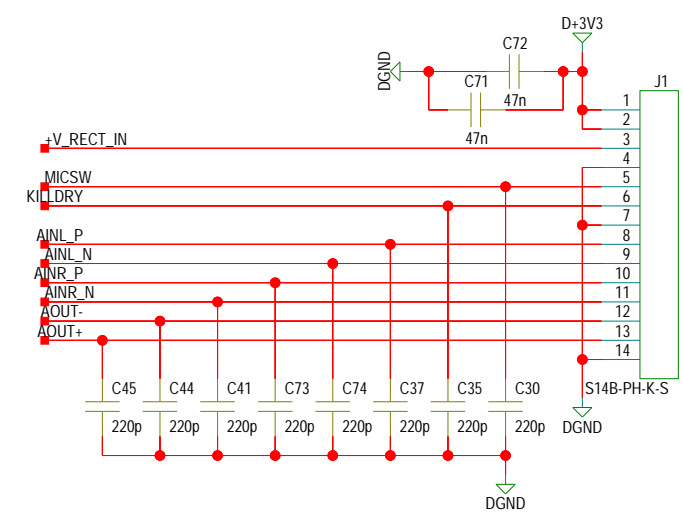 D+3V3
C72
DGND
C71
47n
47n
J1
1
2
+V_RECT_IN
3
4
MICSW
5
KILLDRY
6
7
AINL_P
8
AINL_N
9
AINR_P
10
AINR_N
11
AOUT-
12
AOUT+
13
14
C45
C44
C41
C73
C74
C37
C35
C30
S14B-PH-K-S
220p
220p
220p
220p
220p
220p
220p
220p
DGND
DGND